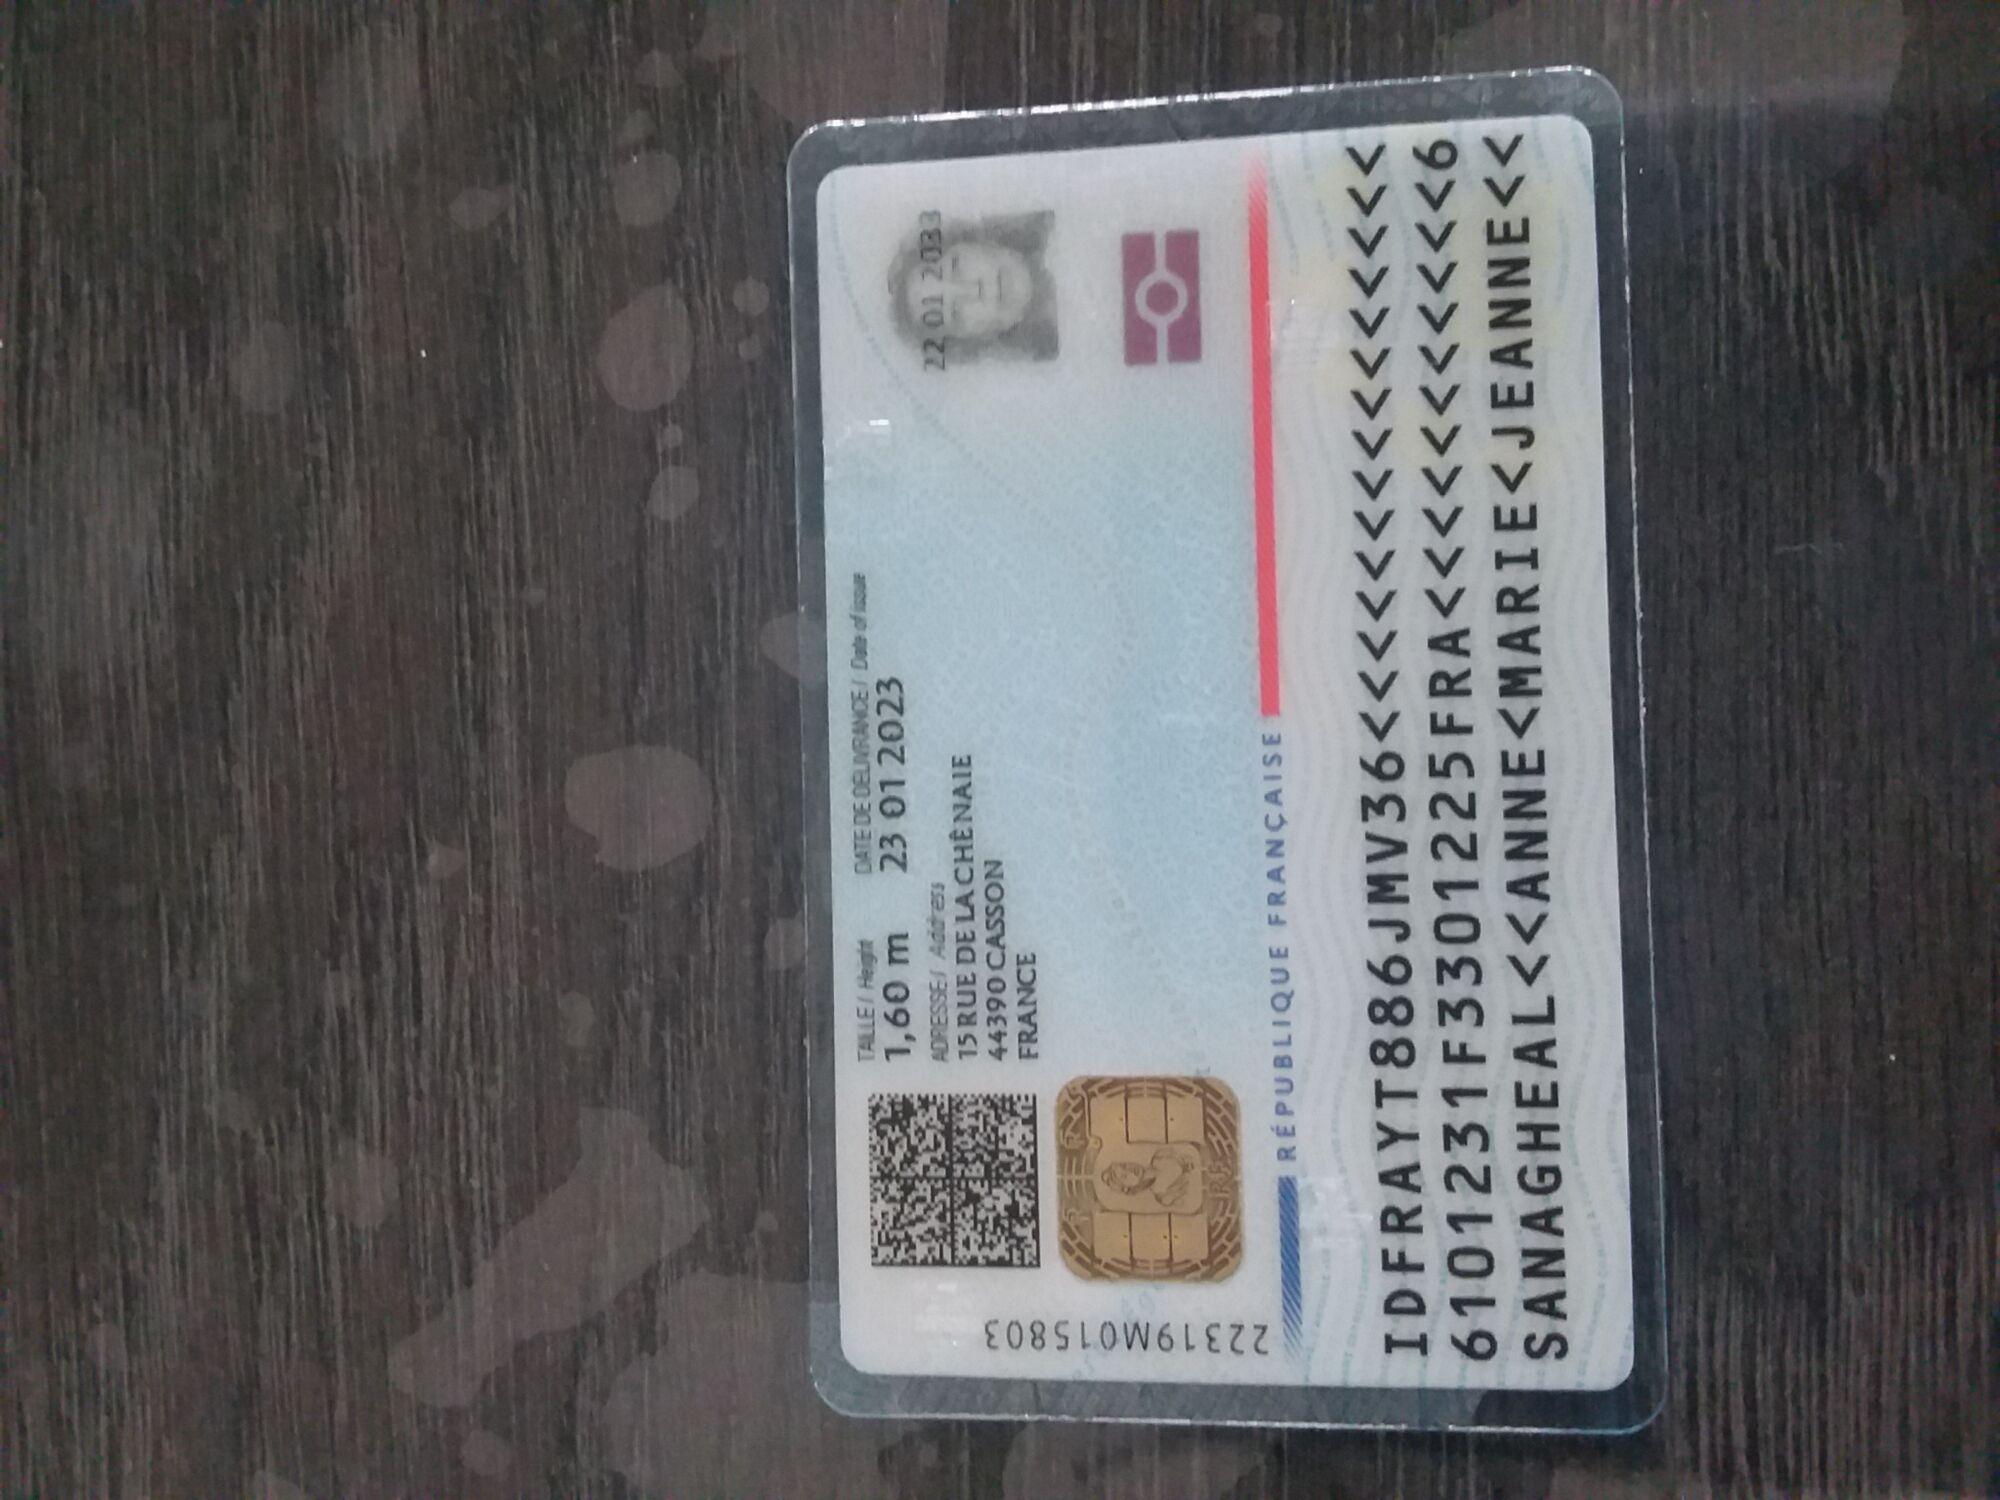 TAILLE / Height
1,60 m
DATE DE DÉLIVRANCE / Date of issue
23 01 2023
ADRESSE / Address
15 RUE DE LA CHÊNAIE
44390 CASSON
FRANCE
22 01 2033
22319M015803
RÉPUBLIQUE FRANÇAISE
IDFRAYT886JMV36<<<<<<<<<<<<<<<
6101231F3301225FRA<<<<<<<<<<<6
SANAGHEAL<<ANNE<MARIE<JEANNE<<